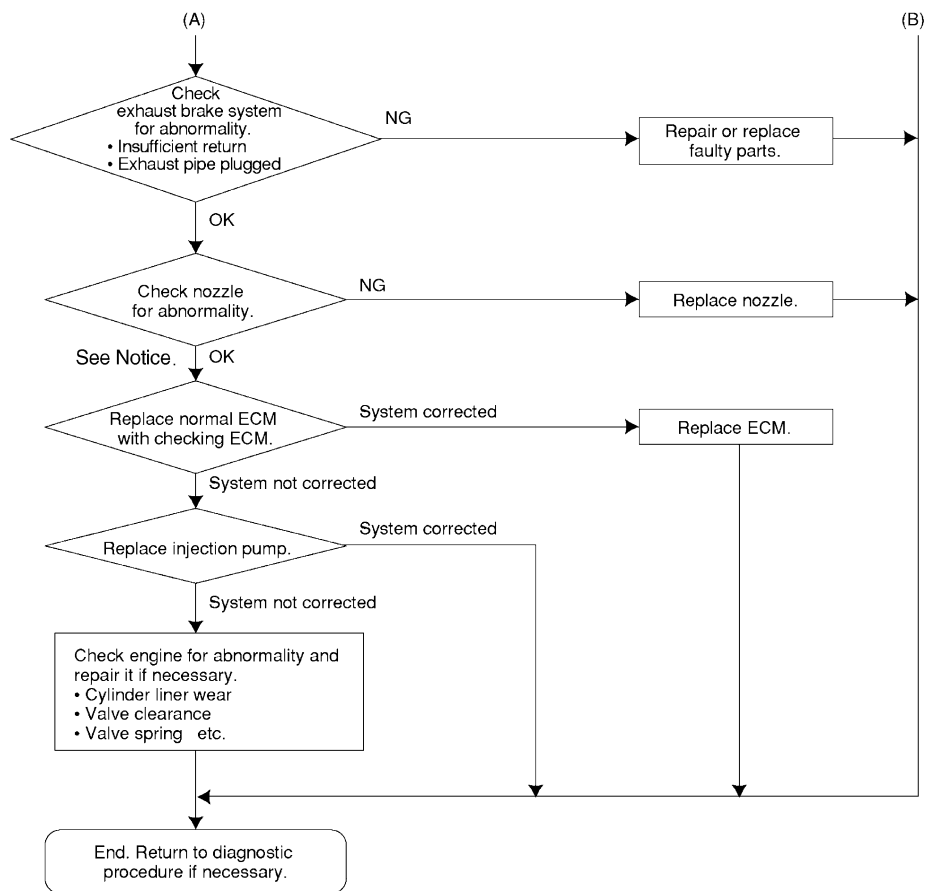 (A)
(B)
Check
exhaust brake system
for abnormality.
• Insufficient return
• Exhaust pipe plugged
NG
Repair or replace
faulty parts.
OK
Check nozzle
for abnormality.
NG
Replace nozzle.
See Notice.
OK
Replace normal ECM
with checking ECM.
System corrected
Replace ECM.
System not corrected
Replace injection pump.
System corrected
System not corrected
Check engine for abnormality and
repair it if necessary.
• Cylinder liner wear
• Valve clearance
• Valve spring etc.
End. Return to diagnostic
procedure if necessary.